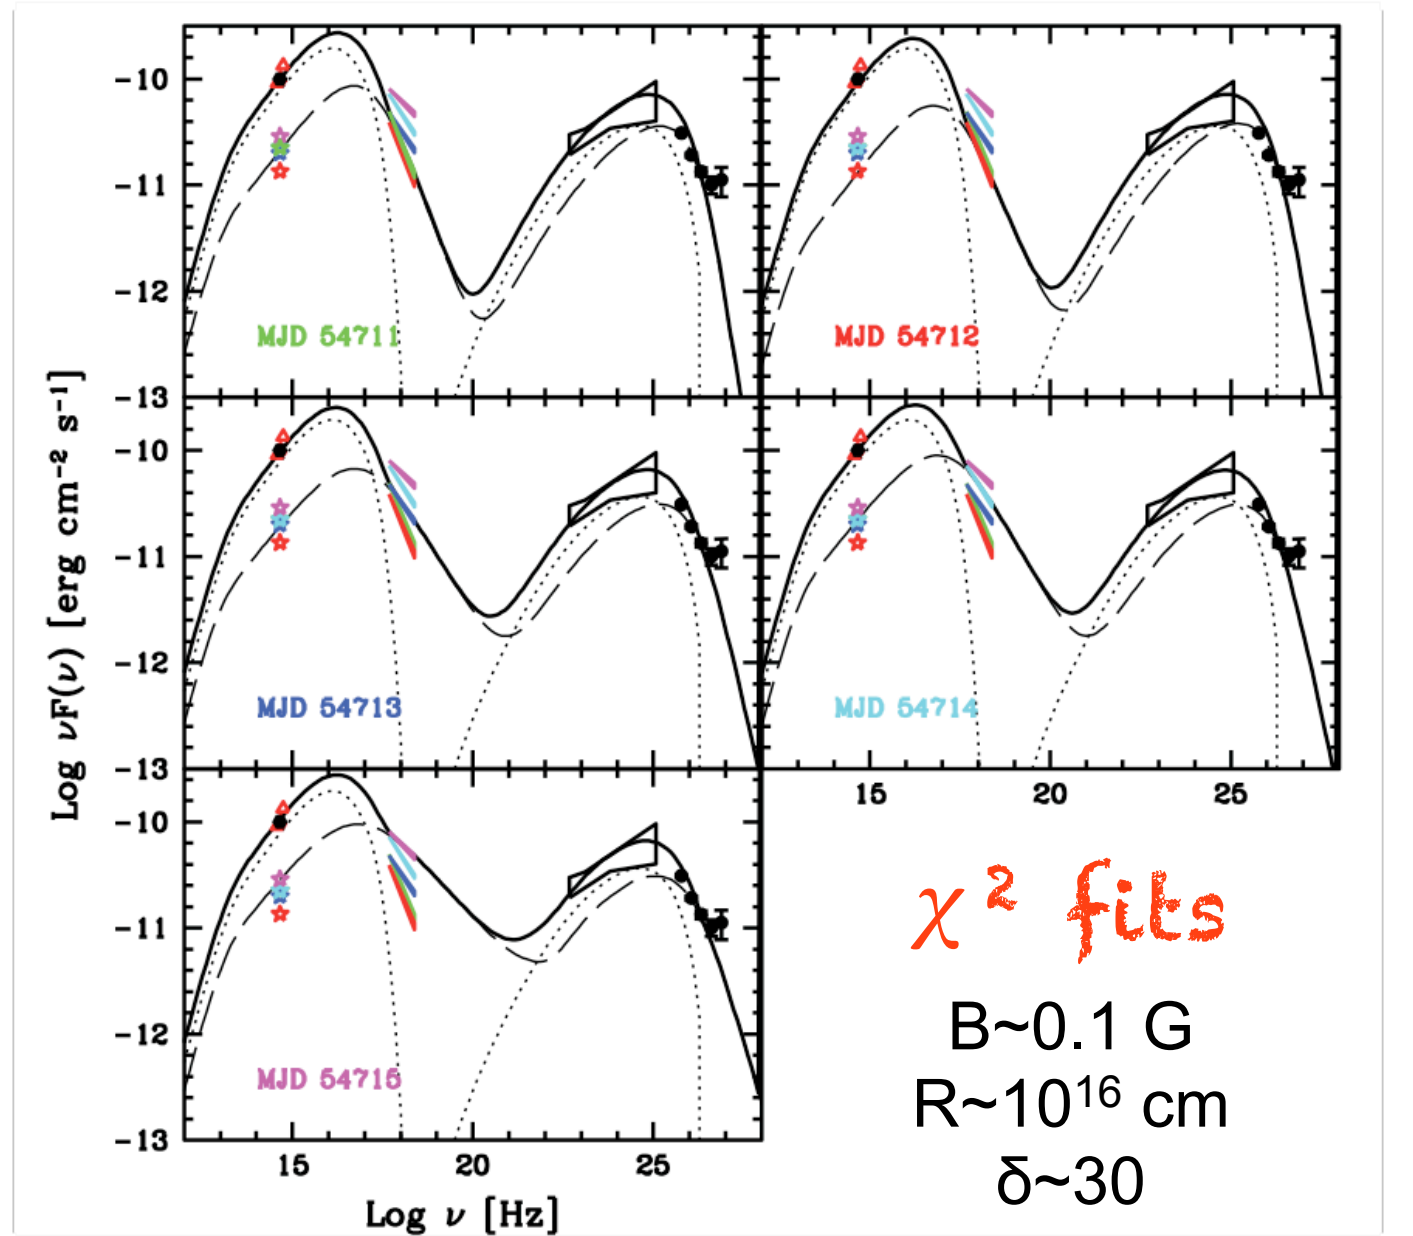 -10
-11
-12
-13
-10
-11
-12
-13
-10
-11
-12
-13
MJD 54711
MJD 54712
MJD 54713
MJD 54714
15 20 25
MJD 54715
15 20 25
Log ν [Hz]
Log νF(ν) [erg cm⁻² s⁻¹]
χ² fits
B~0.1 G
R~10¹⁶ cm
δ~30